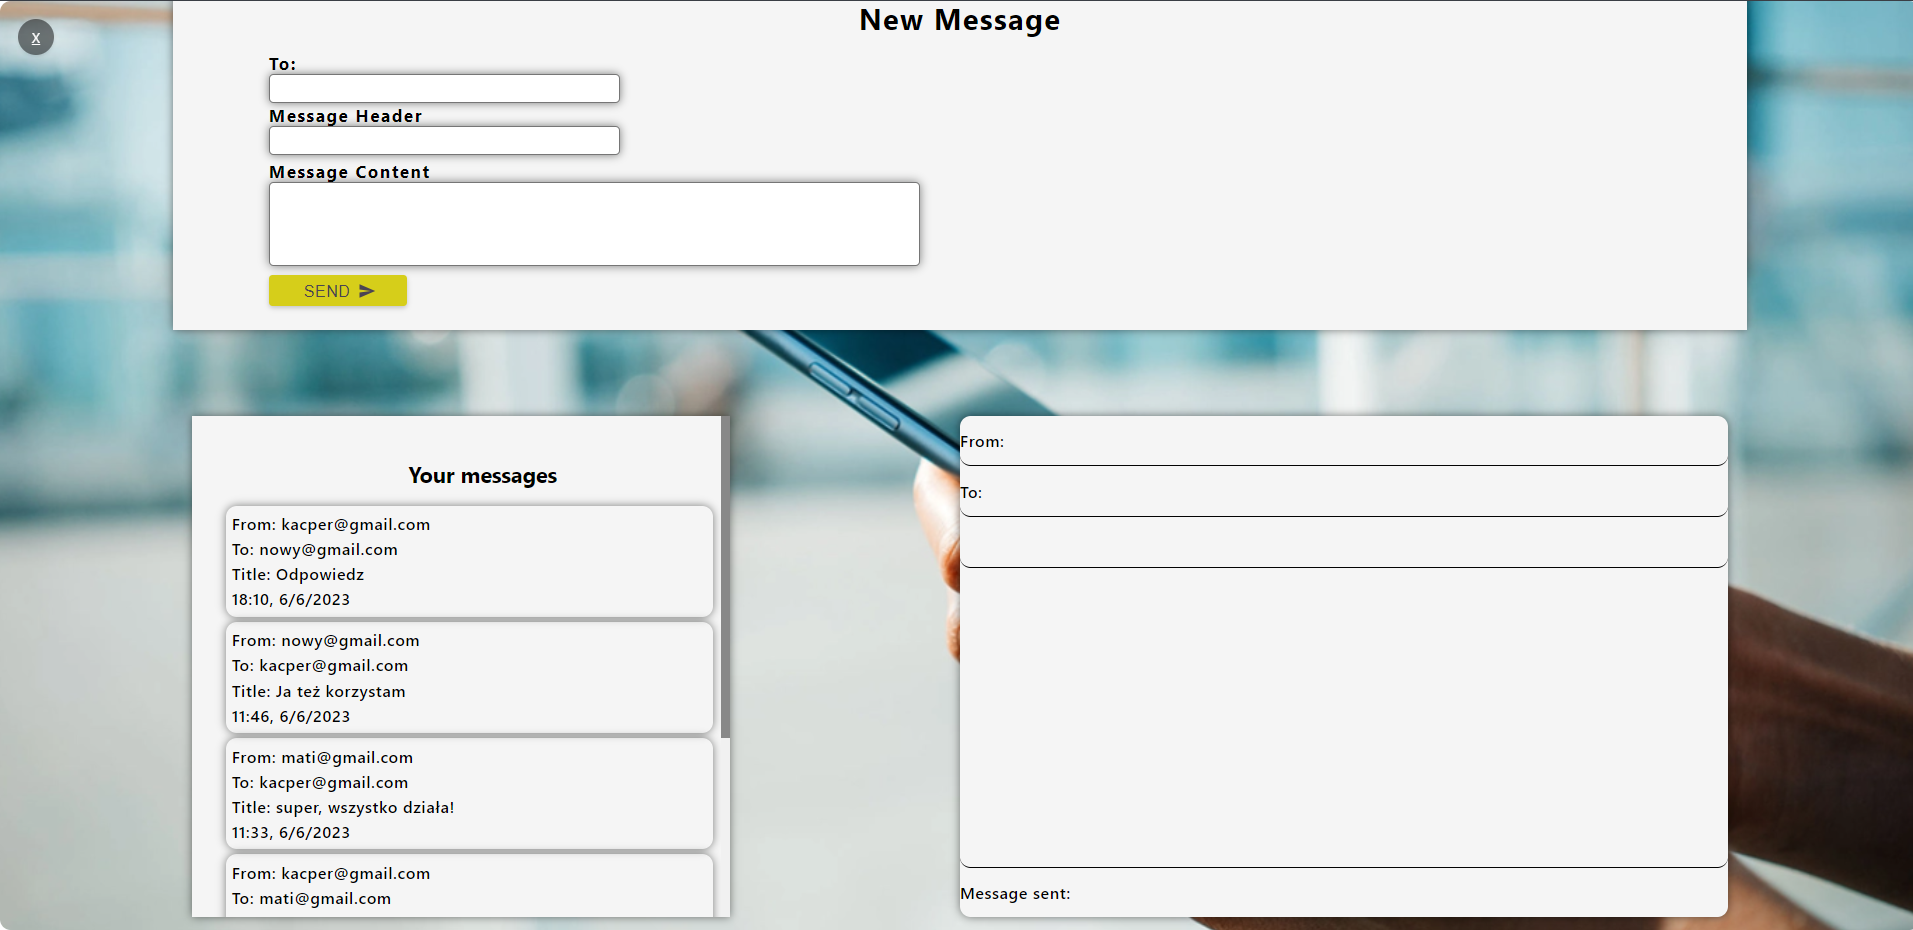 New Message
x
To:
Message Header
Message Content
SEND
Your messages
From: kacper@gmail.com
To: nowy@gmail.com
Title: Odpowiedz
18:10, 6/6/2023
From: nowy@gmail.com
To: kacper@gmail.com
Title: Ja też korzystam
11:46, 6/6/2023
From: mati@gmail.com
To: kacper@gmail.com
Title: super, wszystko działa!
11:33, 6/6/2023
From: kacper@gmail.com
To: mati@gmail.com
From:
To:
Message sent: